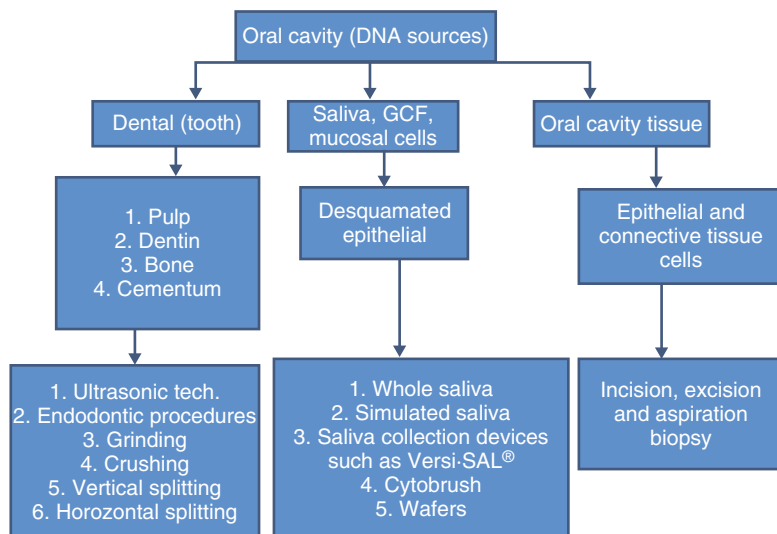 Oral cavity (DNA sources)
Dental (tooth)
Saliva, GCF,
mucosal cells
Oral cavity tissue
1. Pulp
2. Dentin
3. Bone
4. Cementum
Desquamated
epithelial
Epithelial and
connective tissue
cells
1. Ultrasonic tech.
2. Endodontic procedures
3. Grinding
4. Crushing
5. Vertical splitting
6. Horozontal splitting
1. Whole saliva
2. Simulated saliva
3. Saliva collection devices
such as Versi·SAL®
4. Cytobrush
5. Wafers
Incision, excision
and aspiration
biopsy